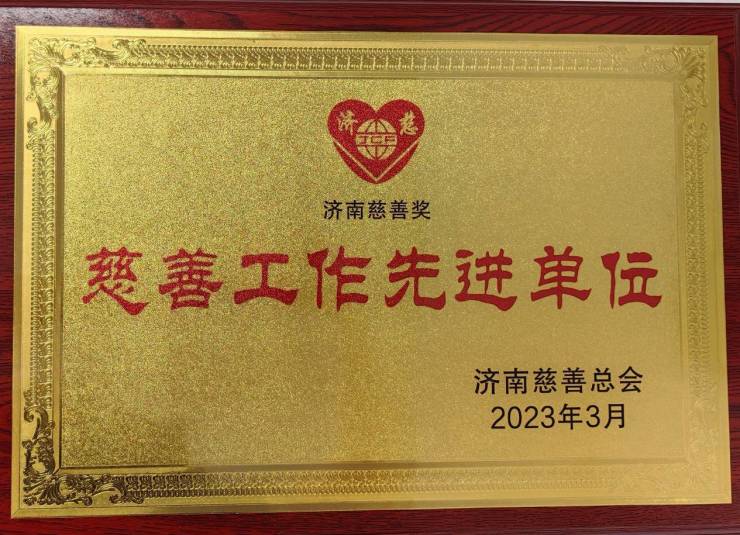 济 慈
JCF
济南慈善奖
慈善工作先进单位
济南慈善总会
2023年3月